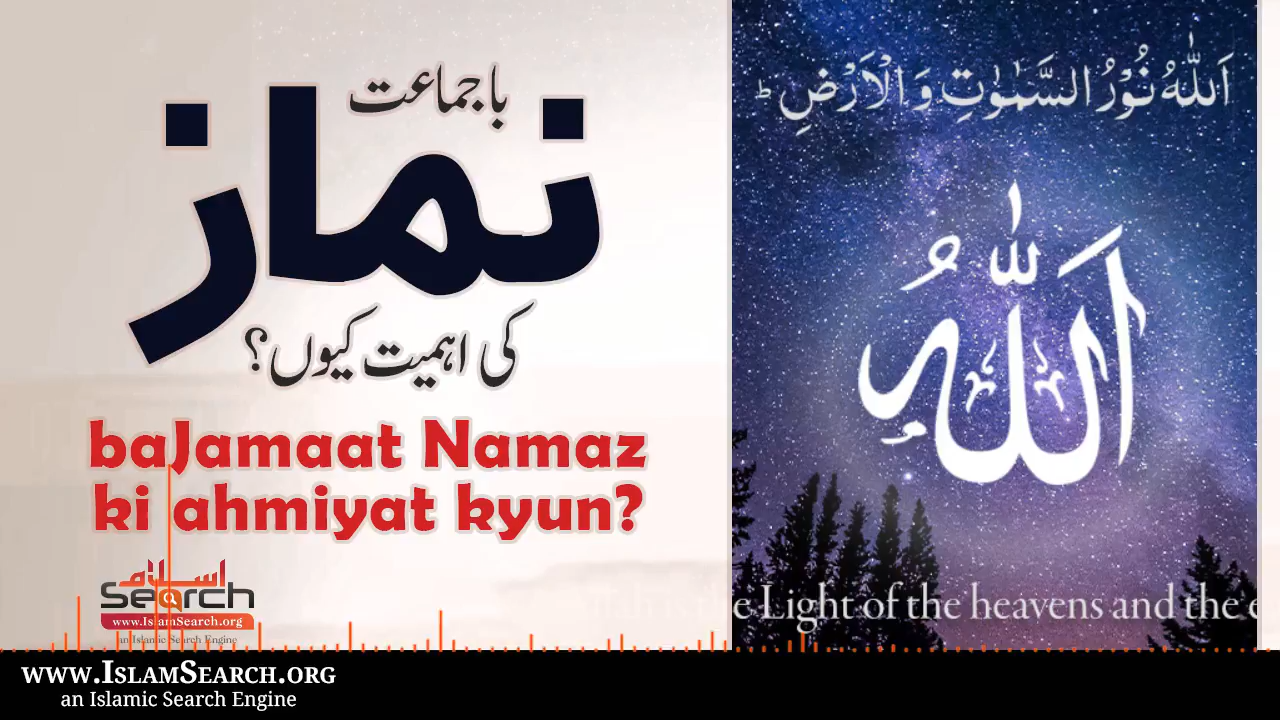 باجماعت
نماز
کی اہمیت کیوں؟
baJamaat Namaz
ki ahmiyat kyun?
اسلام
Search
www.IslamSearch.org
an Islamic Search Engine
اَللّٰهُ نُوْرُ السَّمٰوٰتِ وَالْاَرْضِ ؕ
اَللّٰهُ
e Light of the heavens and the e
www.IslamSearch.org
an Islamic Search Engine